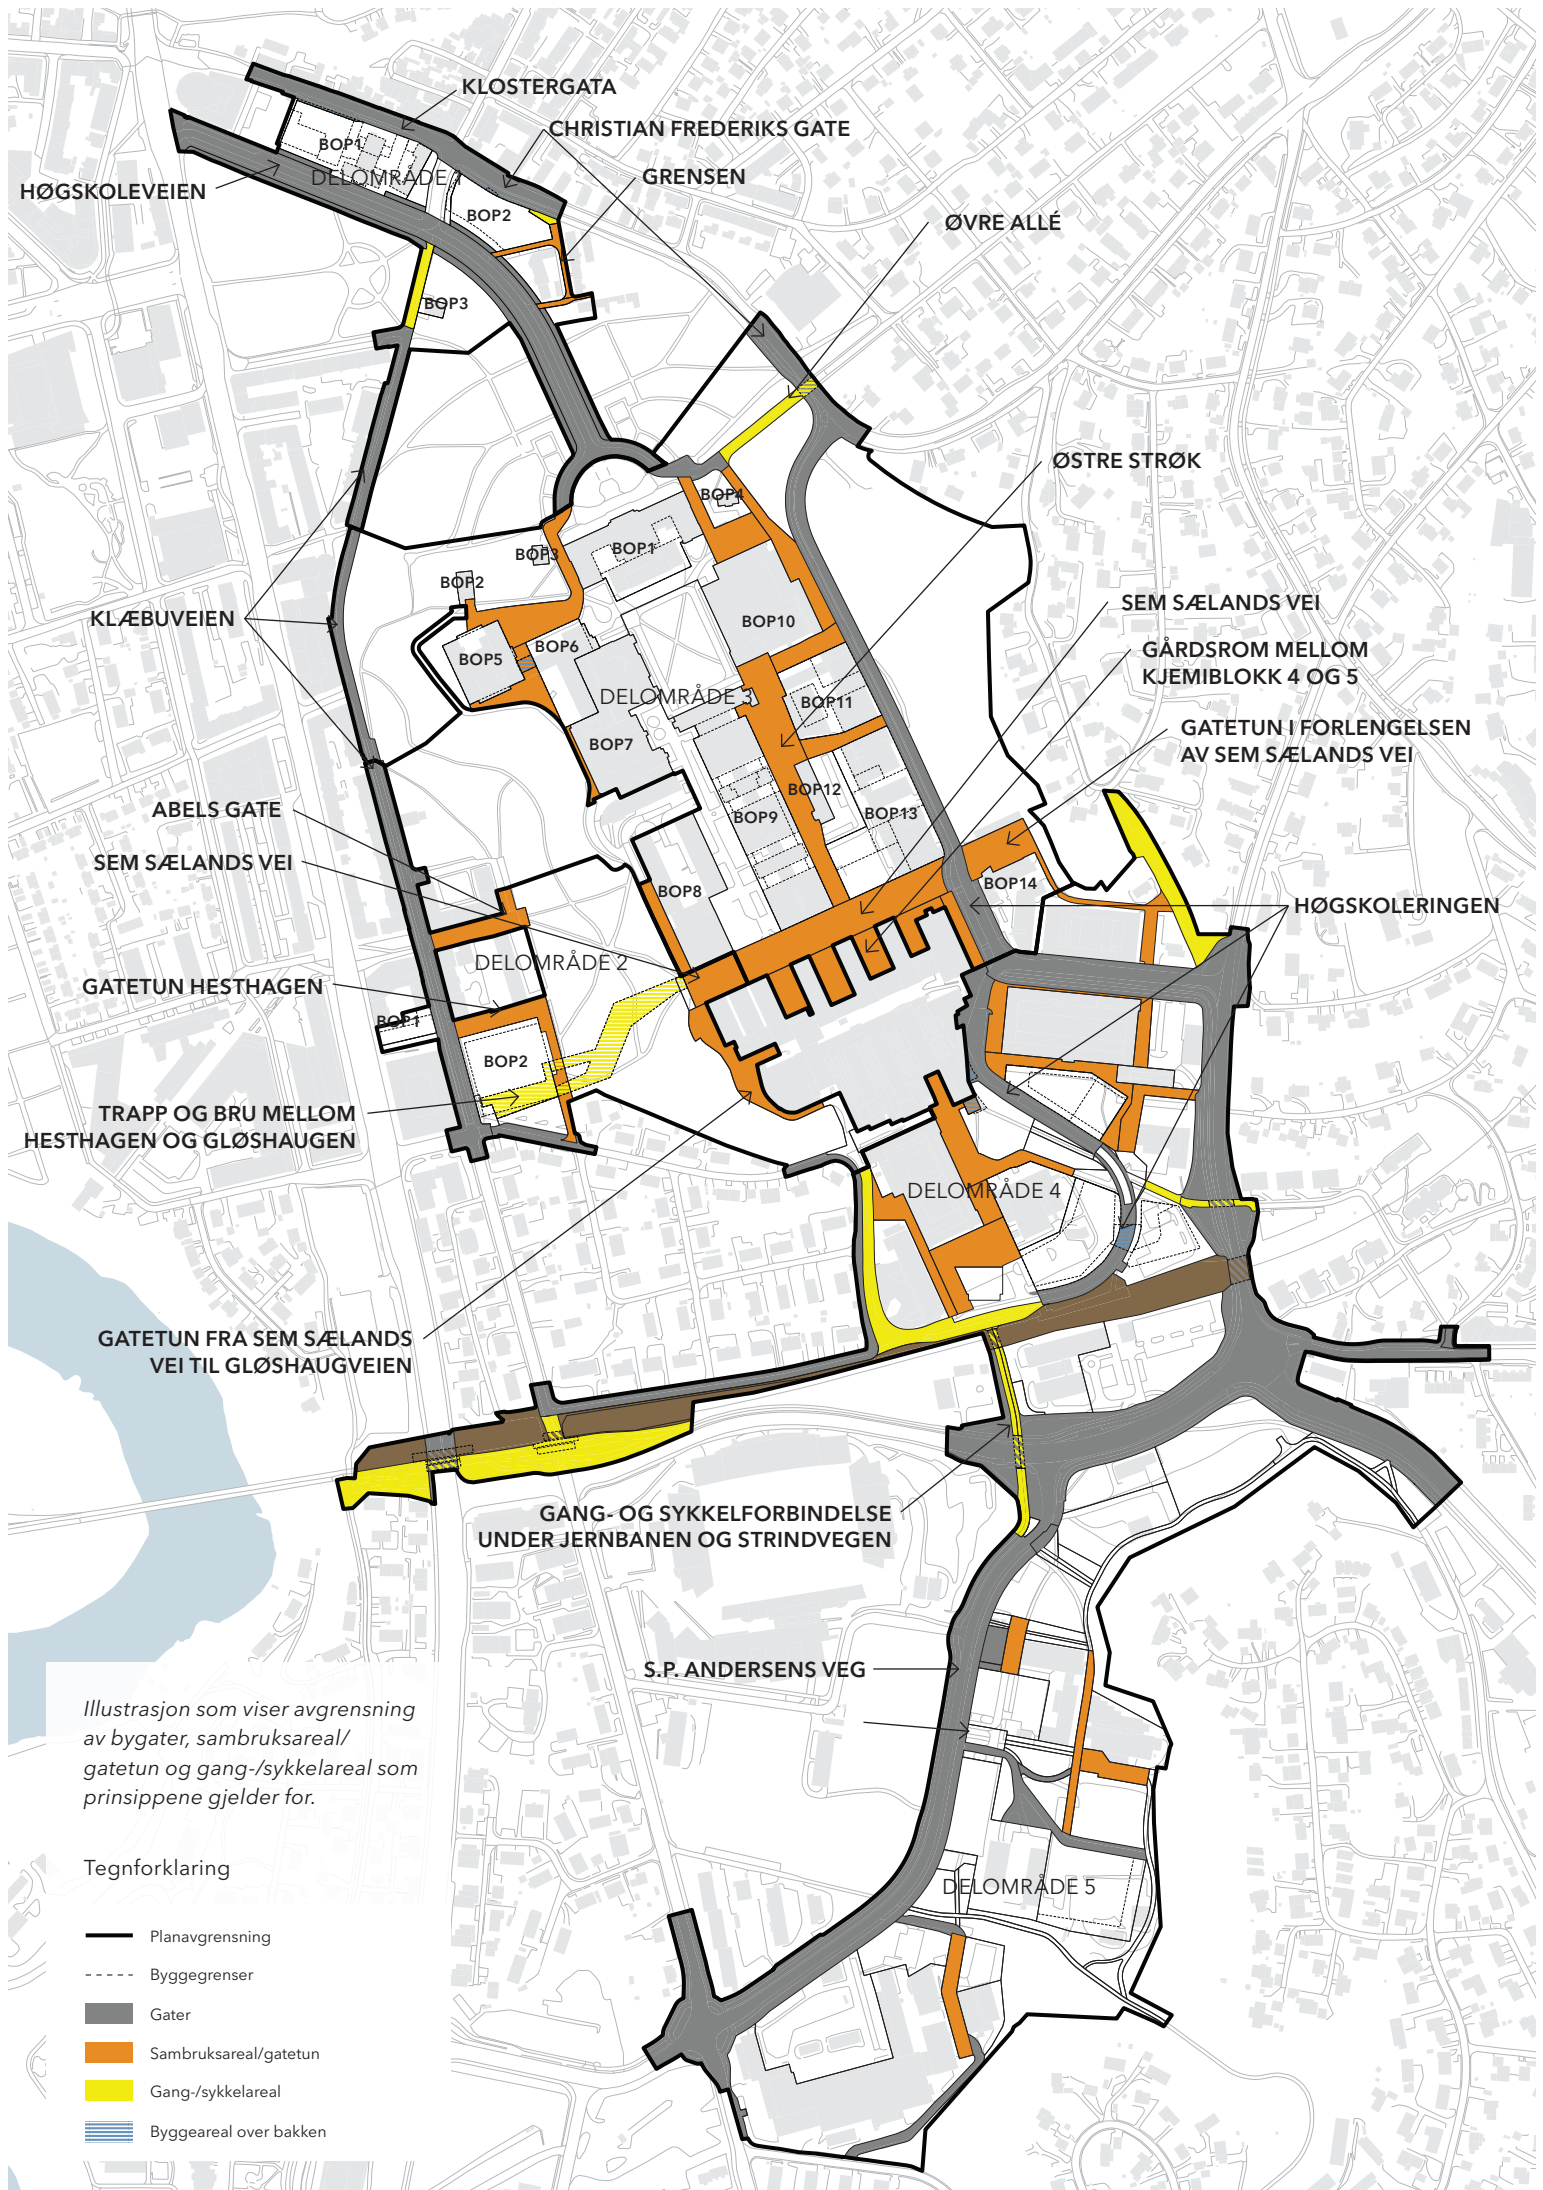 KLOSTERGATA
CHRISTIAN FREDERIKS GATE
BOP1
DELOMRÅDE 1
GRENSEN
HØGSKOLEVEIEN
BOP2
ØVRE ALLÉ
BOP3
ØSTRE STRØK
BOP4
BOP1
BOP3
BOP2
SEM SÆLANDS VEI
KLÆBUVEIEN
BOP10
BOP6
GÅRDSROM MELLOM
KJEMIBLOKK 4 OG 5
BOP5
DELOMRÅDE 3
BOP11
GATETUN I FORLENGELSEN
AV SEM SÆLANDS VEI
BOP7
BOP12
ABELS GATE
BOP9
BOP13
SEM SÆLANDS VEI
BOP8
BOP14
HØGSKOLERINGEN
DELOMRÅDE 2
GATETUN HESTHAGEN
BOP1
BOP2
TRAPP OG BRU MELLOM
HESTHAGEN OG GLØSHAUGEN
DELOMRÅDE 4
GATETUN FRA SEM SÆLANDS
VEI TIL GLØSHAUGVEIEN
GANG- OG SYKKELFORBINDELSE
UNDER JERNBANEN OG STRINDVEGEN
S.P. ANDERSENS VEG
Illustrasjon som viser avgrensning
av bygater, sambruksareal/
gatetun og gang-/sykkelareal som
prinsippene gjelder for.
Tegnforklaring
DELOMRÅDE 5
Planavgrensning
Byggegrenser
Gater
Sambruksareal/gatetun
Gang-/sykkelareal
Byggeareal over bakken